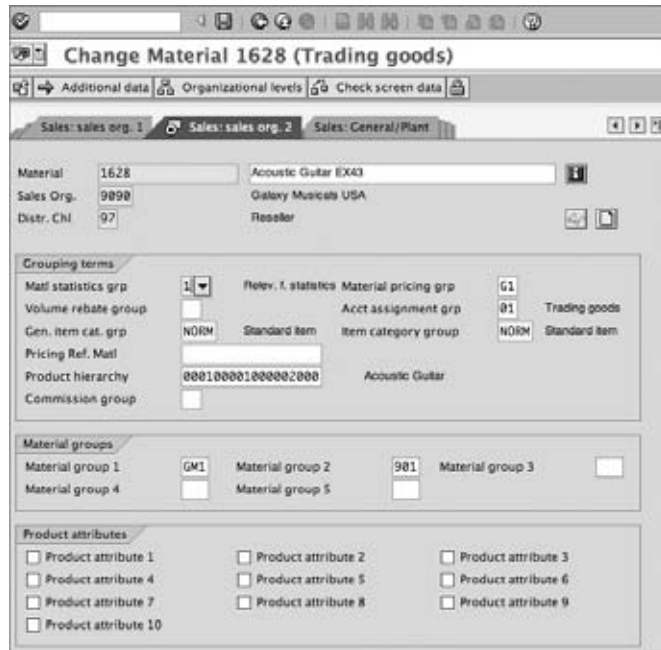 Change Material 1628 (Trading goods)
Additional data Organizational levels Check screen data
Sales: sales org. 1 Sales: sales org. 2 Sales: General/Plant
Material 1628 Acoustic Guitar EX43
Sales Org. 9090 Galaxy Musicals USA
Distr. Chl 97 Reseller
Grouping terms
Matl statistics grp 1 Relev. f. statistics Material pricing grp G1
Volume rebate group Acct assignment grp 01 Trading goods
Gen. item cat. grp NORM Standard item Item category group NORM Standard item
Pricing Ref. Matl
Product hierarchy 000100001000002000 Acoustic Guitar
Commission group
Material groups
Material group 1 GM1 Material group 2 901 Material group 3
Material group 4 Material group 5
Product attributes
Product attribute 1 Product attribute 2 Product attribute 3
Product attribute 4 Product attribute 5 Product attribute 6
Product attribute 7 Product attribute 8 Product attribute 9
Product attribute 10